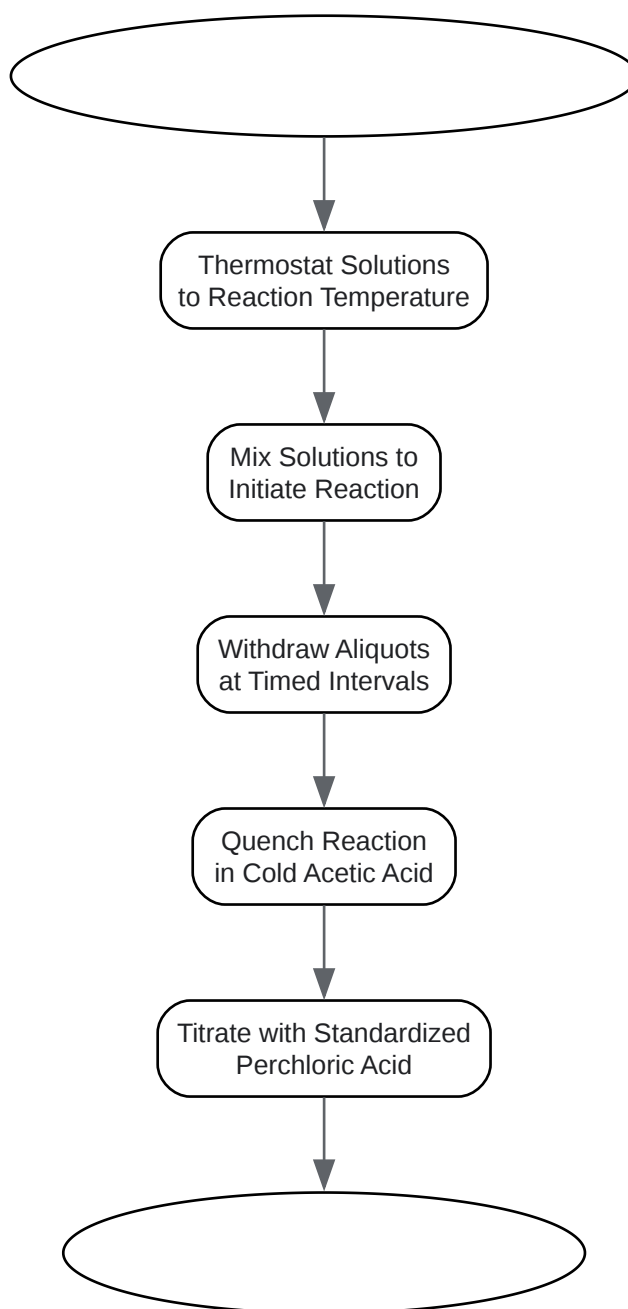 Thermostat Solutions
to Reaction Temperature
Mix Solutions to
Initiate Reaction
Withdraw Aliquots
at Timed Intervals
Quench Reaction
in Cold Acetic Acid
Titrate with Standardized
Perchloric Acid